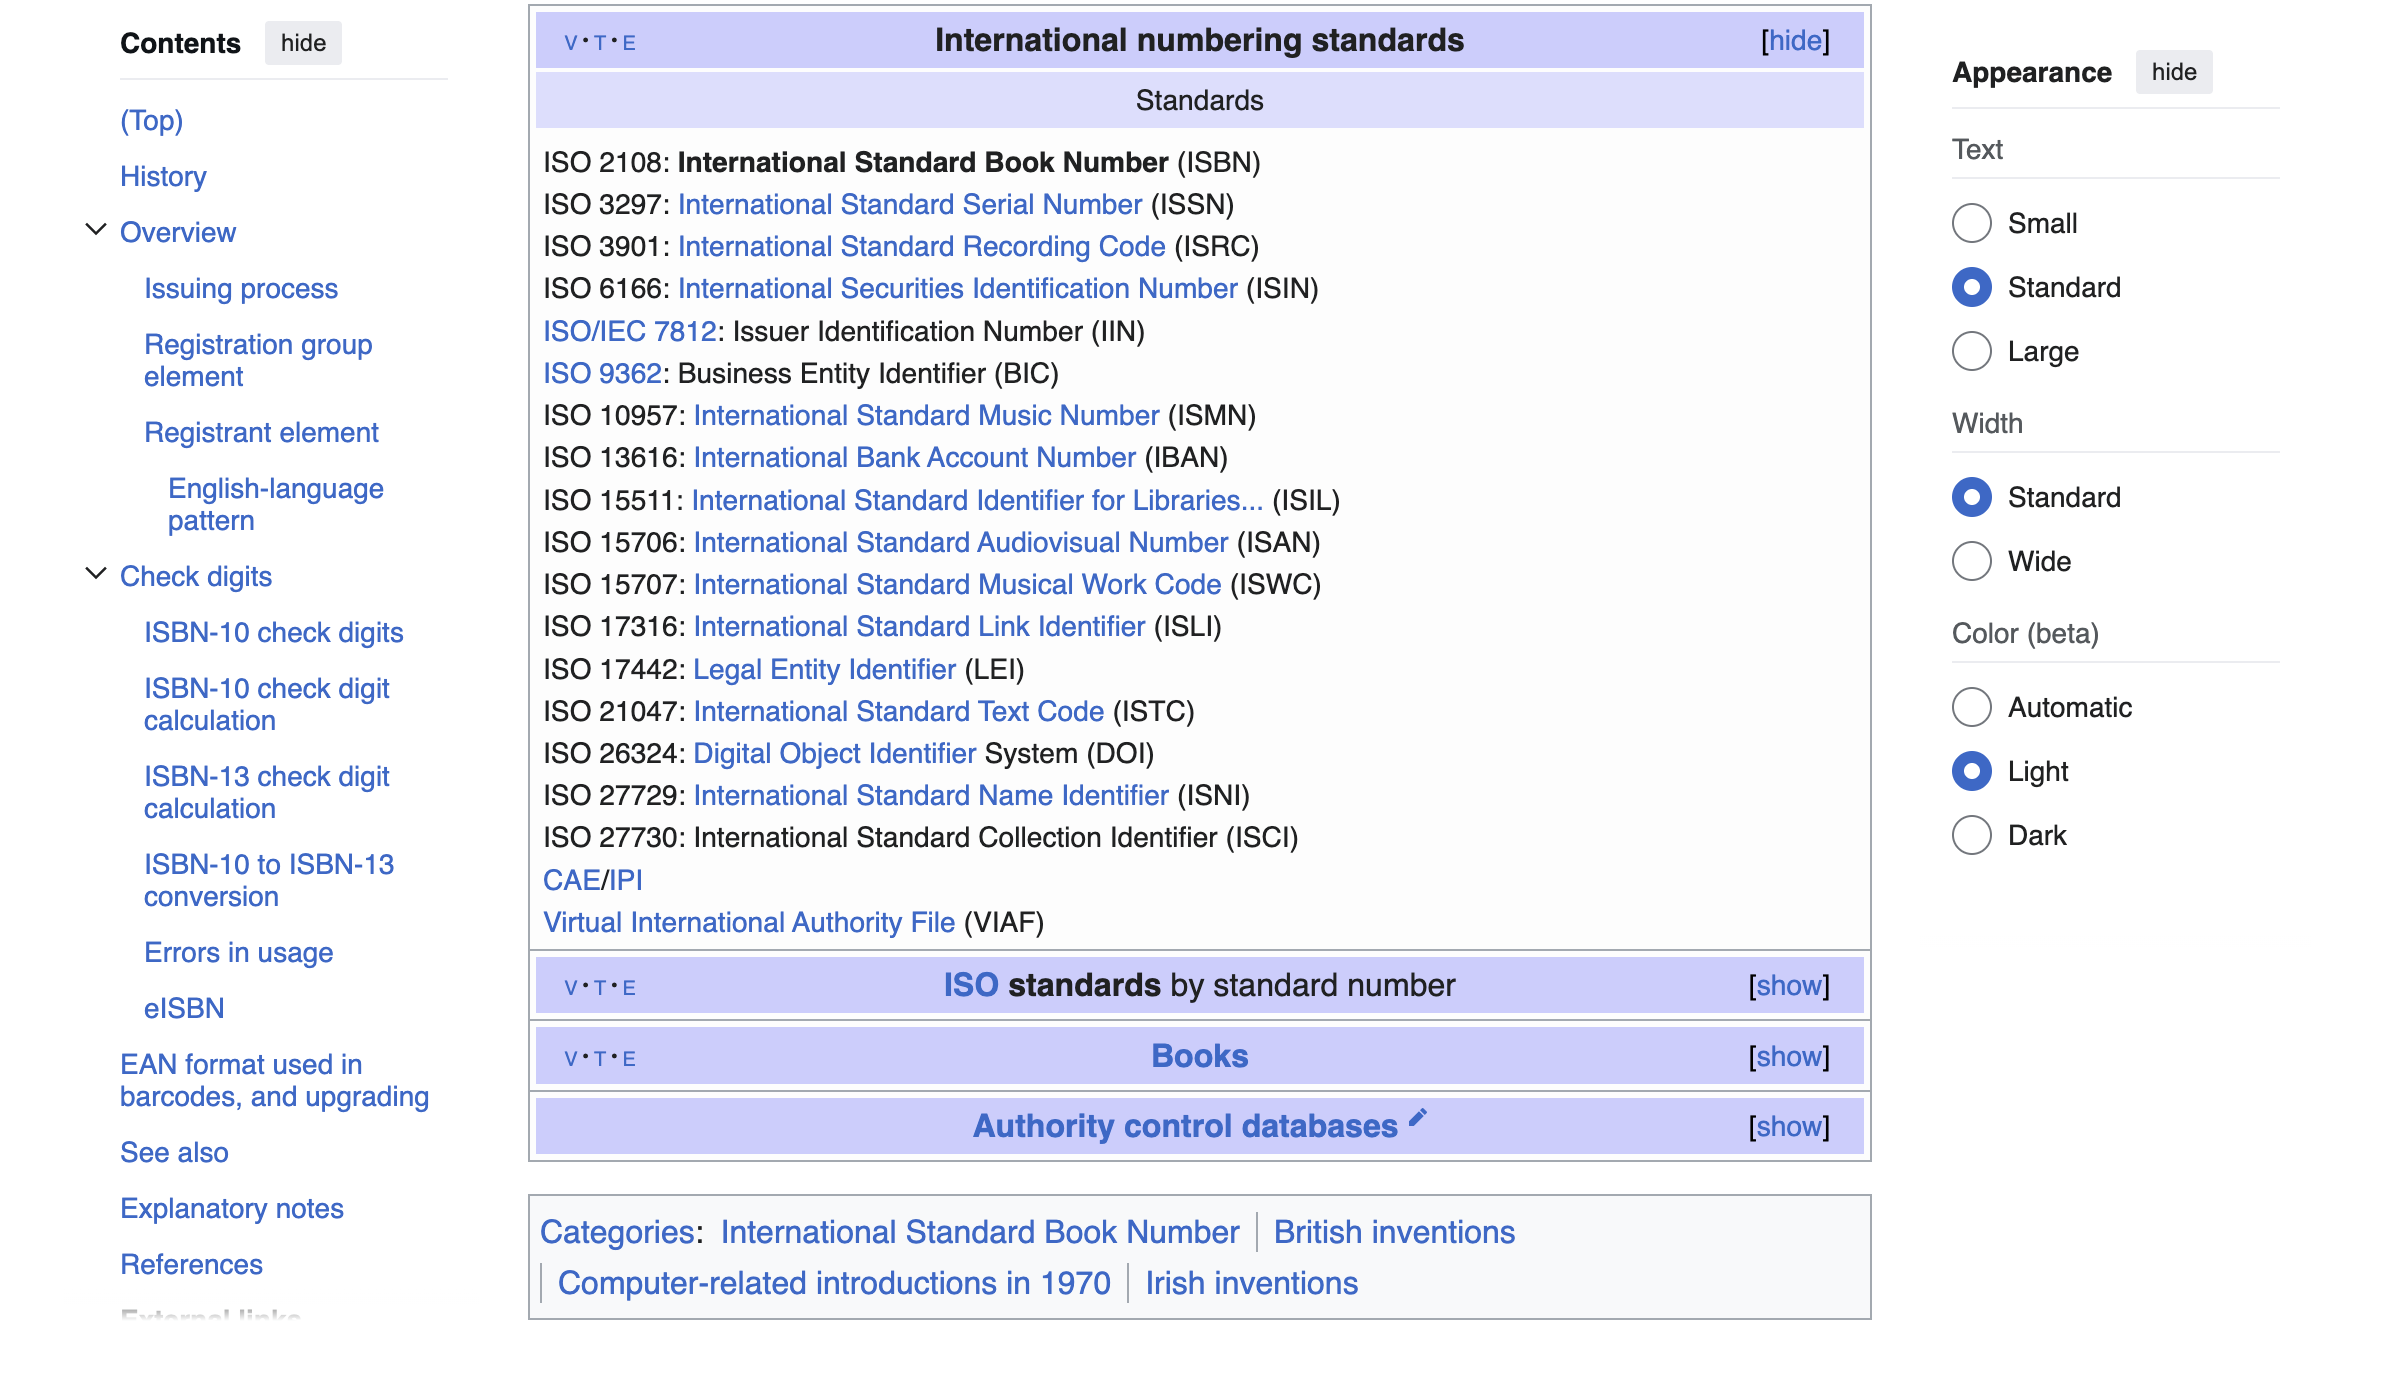 Contents hide
(Top)
History
Overview
Issuing process
Registration group
element
Registrant element
English-language
pattern
Check digits
ISBN-10 check digits
ISBN-10 check digit
calculation
ISBN-13 check digit
calculation
ISBN-10 to ISBN-13
conversion
Errors in usage
eISBN
EAN format used in
barcodes, and upgrading
See also
Explanatory notes
References
External links
V·T·E International numbering standards [hide]
Standards
ISO 2108: International Standard Book Number (ISBN)
ISO 3297: International Standard Serial Number (ISSN)
ISO 3901: International Standard Recording Code (ISRC)
ISO 6166: International Securities Identification Number (ISIN)
ISO/IEC 7812: Issuer Identification Number (IIN)
ISO 9362: Business Entity Identifier (BIC)
ISO 10957: International Standard Music Number (ISMN)
ISO 13616: International Bank Account Number (IBAN)
ISO 15511: International Standard Identifier for Libraries... (ISIL)
ISO 15706: International Standard Audiovisual Number (ISAN)
ISO 15707: International Standard Musical Work Code (ISWC)
ISO 17316: International Standard Link Identifier (ISLI)
ISO 17442: Legal Entity Identifier (LEI)
ISO 21047: International Standard Text Code (ISTC)
ISO 26324: Digital Object Identifier System (DOI)
ISO 27729: International Standard Name Identifier (ISNI)
ISO 27730: International Standard Collection Identifier (ISCI)
CAE/IPI
Virtual International Authority File (VIAF)
V·T·E ISO standards by standard number [show]
V·T·E Books [show]
Authority control databases [show]
Categories: International Standard Book Number | British inventions
| Computer-related introductions in 1970 | Irish inventions
Appearance hide
Text
Small
Standard
Large
Width
Standard
Wide
Color (beta)
Automatic
Light
Dark